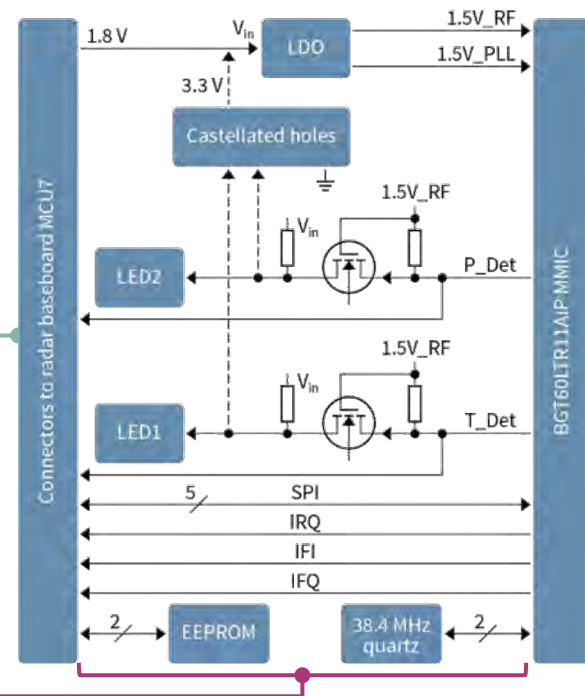 1.8 V
Vin
LDO
1.5V_RF
1.5V_PLL
3.3 V
Castellated holes
1.5V_RF
Vin
LED2
P_Det
1.5V_RF
Vin
LED1
T_Det
5
SPI
IRQ
IFI
IFQ
2
EEPROM
38.4 MHz
quartz
2
Connectors to radar baseboard MCU7
BGT60LTR11AiP MMIC